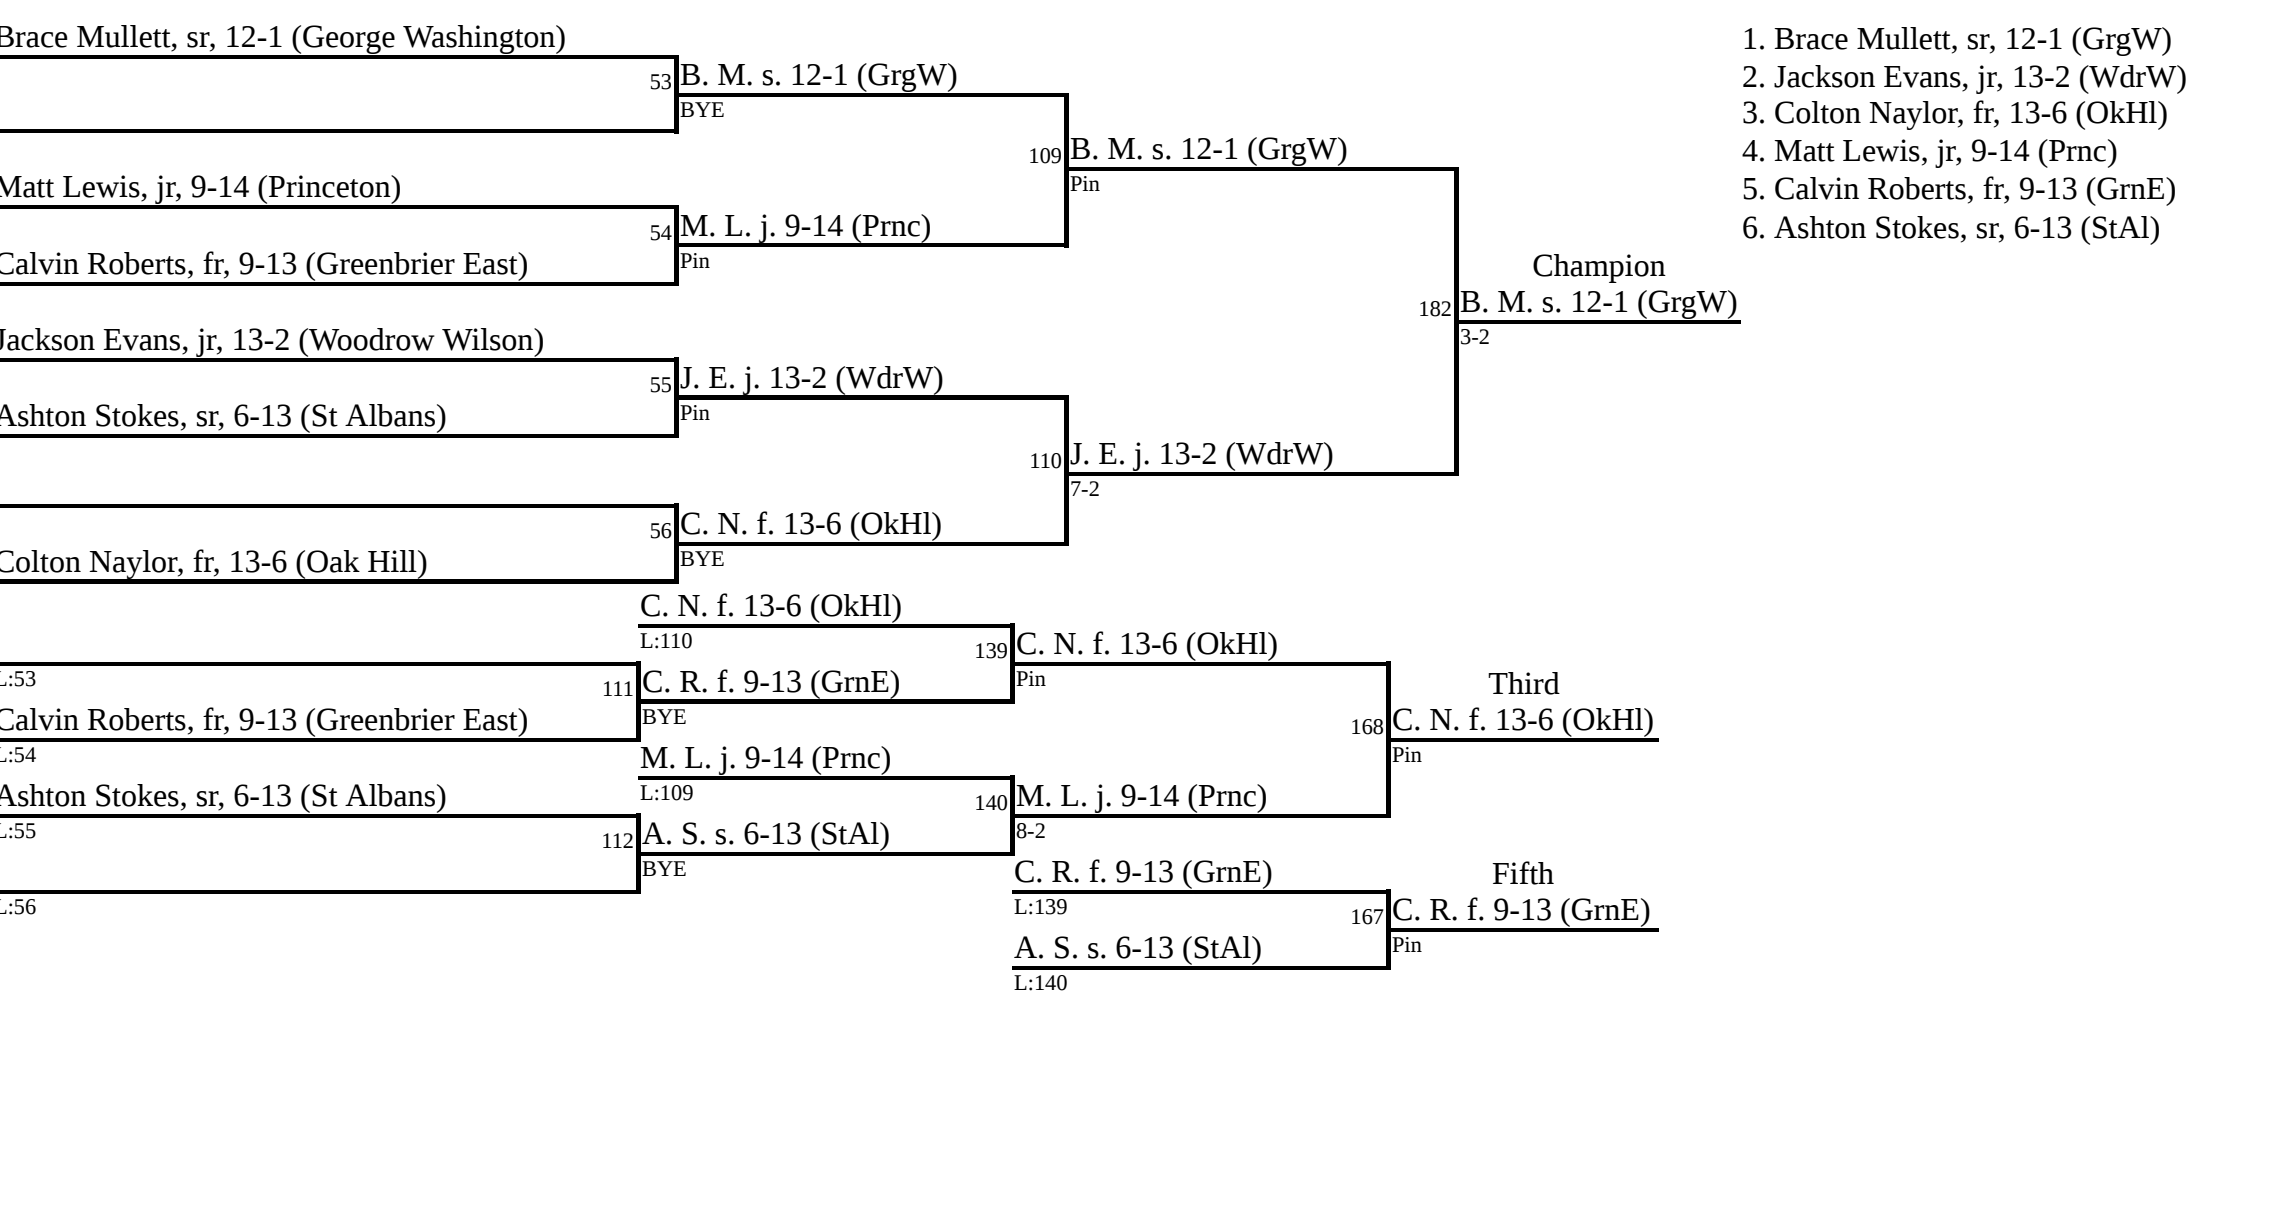 Brace Mullett, sr, 12-1 (George Washington)
53
B. M. s. 12-1 (GrgW)
BYE
Matt Lewis, jr, 9-14 (Princeton)
54
M. L. j. 9-14 (Prnc)
Pin
Calvin Roberts, fr, 9-13 (Greenbrier East)
109
B. M. s. 12-1 (GrgW)
Pin
Jackson Evans, jr, 13-2 (Woodrow Wilson)
55
J. E. j. 13-2 (WdrW)
Pin
Ashton Stokes, sr, 6-13 (St Albans)
110
J. E. j. 13-2 (WdrW)
7-2
56
C. N. f. 13-6 (OkHl)
BYE
Colton Naylor, fr, 13-6 (Oak Hill)
182
Champion
B. M. s. 12-1 (GrgW)
3-2
1. Brace Mullett, sr, 12-1 (GrgW)
2. Jackson Evans, jr, 13-2 (WdrW)
3. Colton Naylor, fr, 13-6 (OkHl)
4. Matt Lewis, jr, 9-14 (Prnc)
5. Calvin Roberts, fr, 9-13 (GrnE)
6. Ashton Stokes, sr, 6-13 (StAl)
C. N. f. 13-6 (OkHl)
L:110
139
C. N. f. 13-6 (OkHl)
Pin
L:53
111
C. R. f. 9-13 (GrnE)
BYE
Calvin Roberts, fr, 9-13 (Greenbrier East)
L:54
M. L. j. 9-14 (Prnc)
L:109
140
M. L. j. 9-14 (Prnc)
8-2
Ashton Stokes, sr, 6-13 (St Albans)
L:55
112
A. S. s. 6-13 (StAl)
BYE
L:56
168
Third
C. N. f. 13-6 (OkHl)
Pin
C. R. f. 9-13 (GrnE)
L:139
167
Fifth
C. R. f. 9-13 (GrnE)
Pin
A. S. s. 6-13 (StAl)
L:140